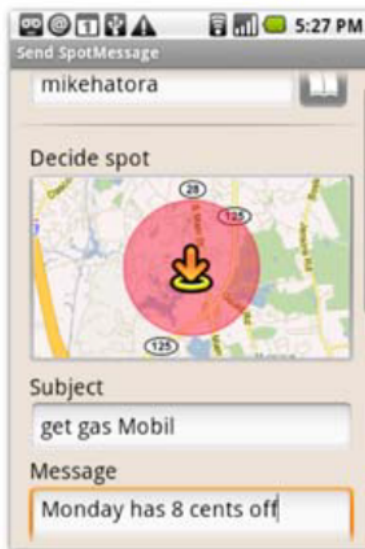 5:27 PM
Send SpotMessage
mikehatora
Decide spot
28
125
125
Subject
get gas Mobil
Message
Monday has 8 cents off